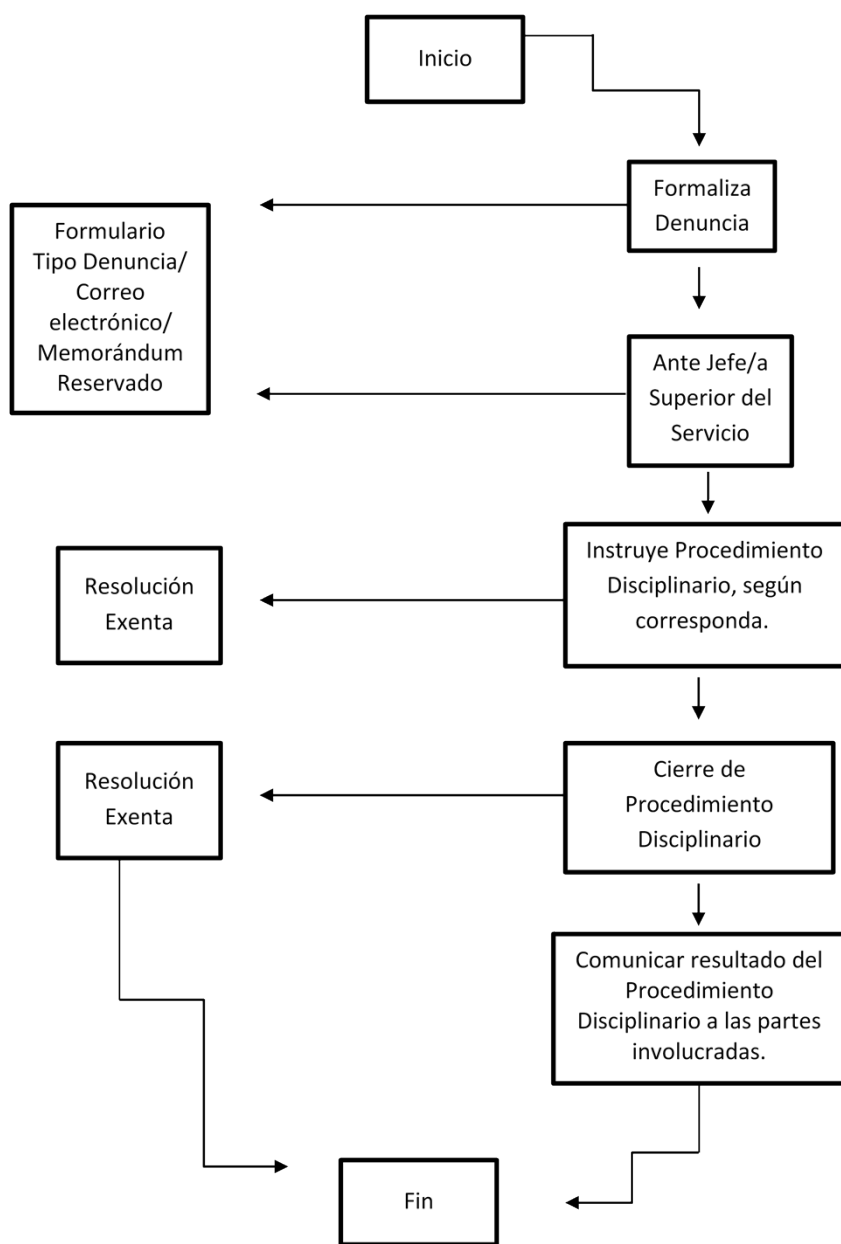 Inicio
Formaliza
Denuncia
Formulario
Tipo Denuncia/
Correo
electrónico/
Memorándum
Reservado
Ante Jefe/a
Superior del
Servicio
Instruye Procedimiento
Disciplinario, según
corresponda.
Resolución
Exenta
Cierre de
Procedimiento
Disciplinario
Resolución
Exenta
Comunicar resultado del
Procedimiento
Disciplinario a las partes
involucradas.
Fin